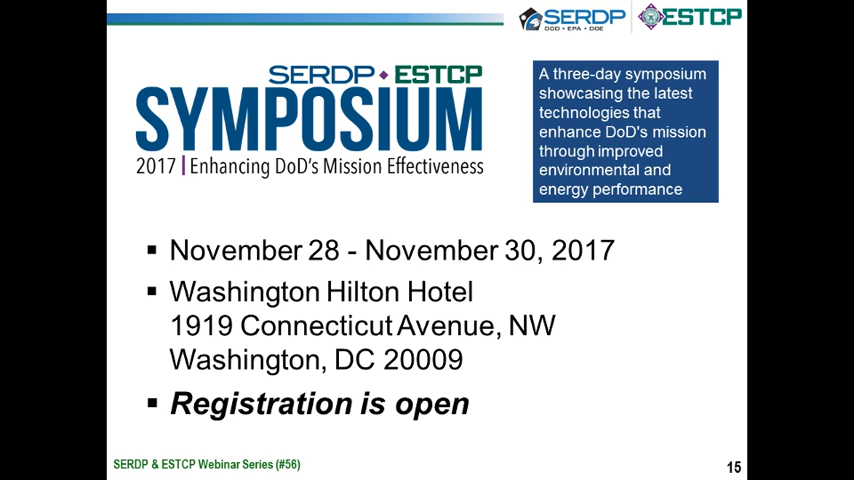 SERDP
DOD • EPA • DOE
ESTCP
SERDP ESTCP
SYMPOSIUM
2017 | Enhancing DoD's Mission Effectiveness
A three-day symposium
showcasing the latest
technologies that
enhance DoD's mission
through improved
environmental and
energy performance
▪ November 28 - November 30, 2017
▪ Washington Hilton Hotel
1919 Connecticut Avenue, NW
Washington, DC 20009
▪ Registration is open
SERDP & ESTCP Webinar Series (#56)
15